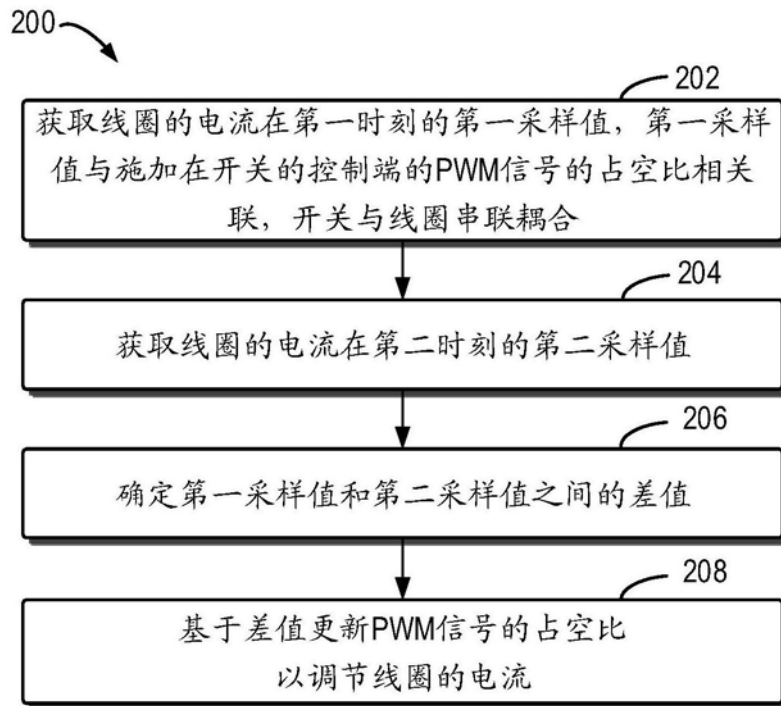 200
202
获取线圈的电流在第一时刻的第一采样值，第一采样
值与施加在开关的控制端的PWM信号的占空比相关
联，开关与线圈串联耦合
204
获取线圈的电流在第二时刻的第二采样值
206
确定第一采样值和第二采样值之间的差值
208
基于差值更新PWM信号的占空比
以调节线圈的电流